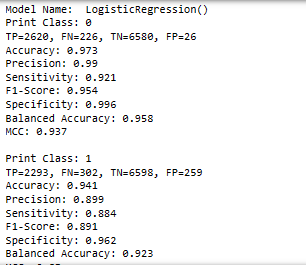 Model Name:  LogisticRegression()
Print Class: 0
TP=2620, FN=226, TN=6580, FP=26
Accuracy: 0.973
Precision: 0.99
Sensitivity: 0.921
F1-Score: 0.954
Specificity: 0.996
Balanced Accuracy: 0.958
MCC: 0.937

Print Class: 1
TP=2293, FN=302, TN=6598, FP=259
Accuracy: 0.941
Precision: 0.899
Sensitivity: 0.884
F1-Score: 0.891
Specificity: 0.962
Balanced Accuracy: 0.923